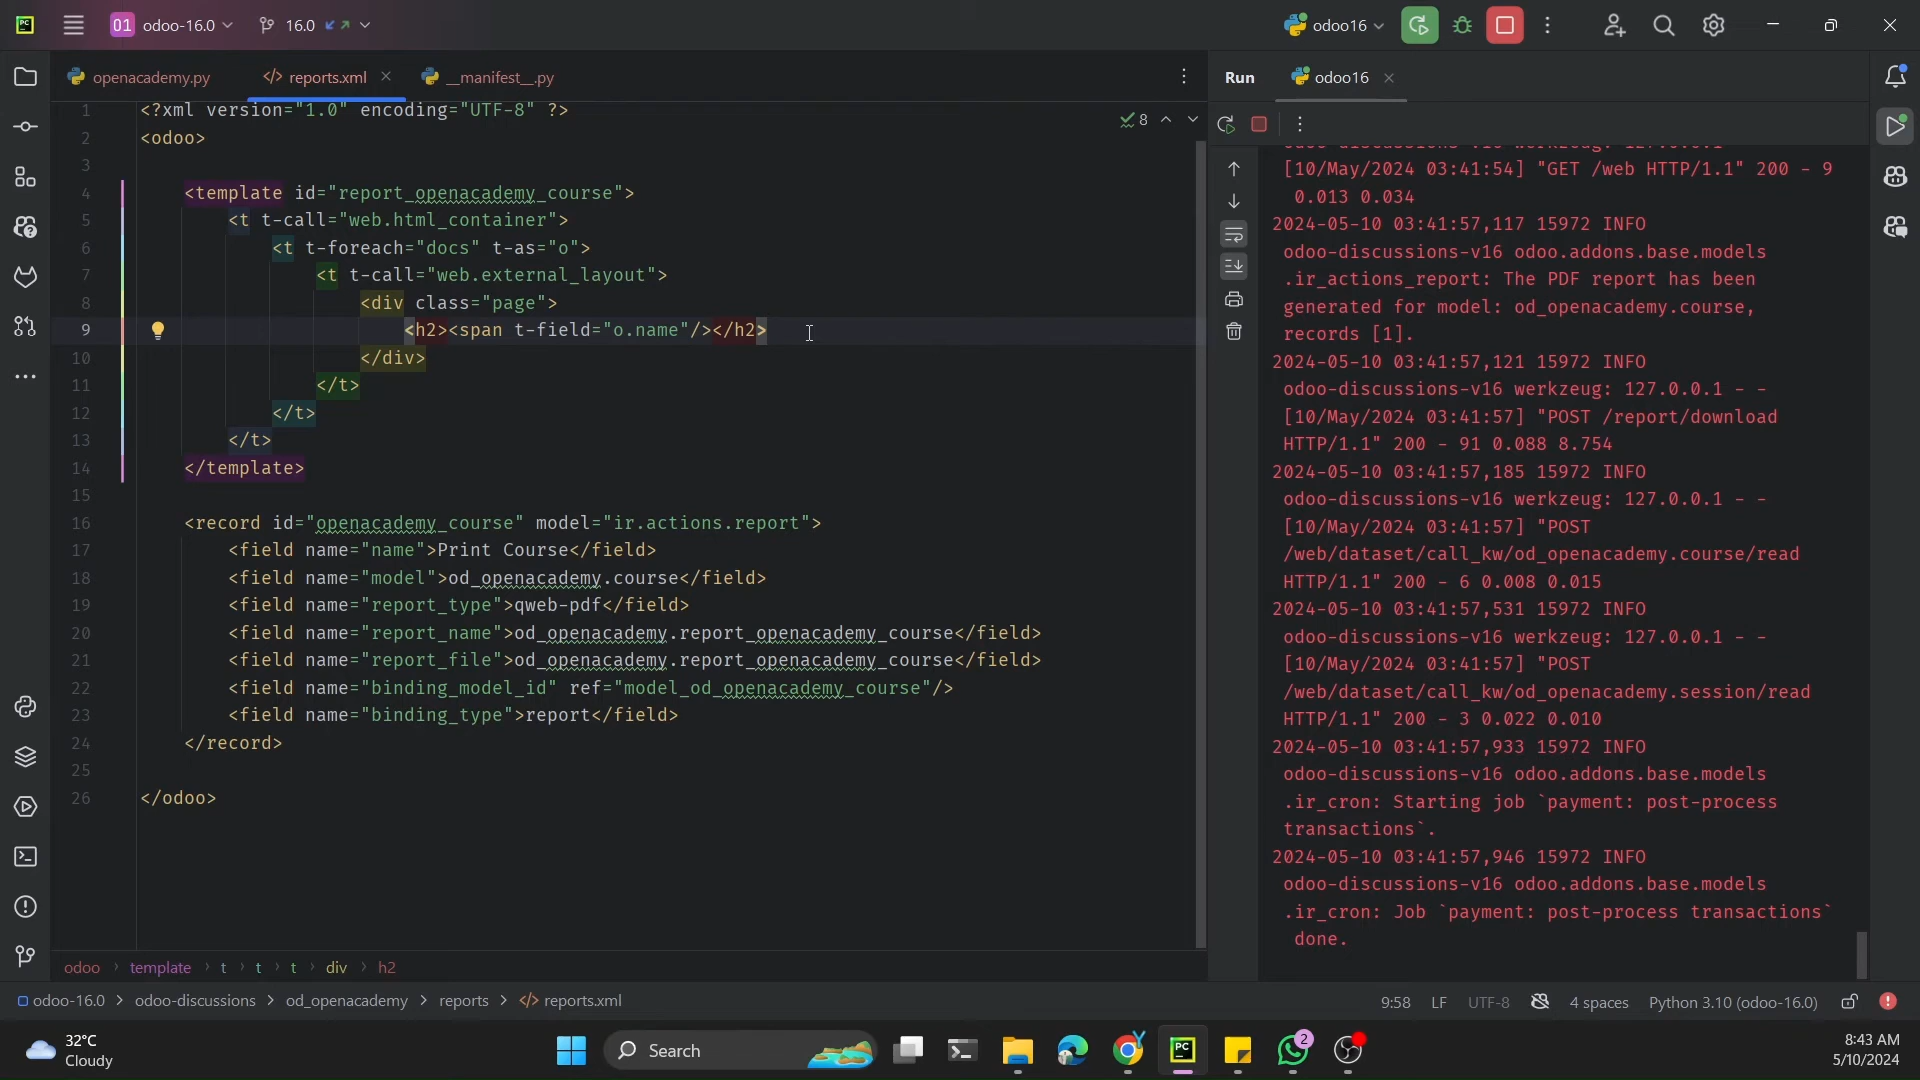 PC 01 odoo-16.0 16.0 odoo16
openacademy.py </> reports.xml __manifest__.py Run odoo16
8
1 <?xml version="1.0" encoding="UTF-8" ?>
2 <odoo>
3
4 <template id="report_openacademy_course">
5 <t t-call="web.html_container">
6 <t t-foreach="docs" t-as="o">
7 <t t-call="web.external_layout">
8 <div class="page">
9 <h2><span t-field="o.name"/></h2>
10 </div>
11 </t>
12 </t>
13 </t>
14 </template>
15
16 <record id="openacademy_course" model="ir.actions.report">
17 <field name="name">Print Course</field>
18 <field name="model">od_openacademy.course</field>
19 <field name="report_type">qweb-pdf</field>
20 <field name="report_name">od_openacademy.report_openacademy_course</field>
21 <field name="report_file">od_openacademy.report_openacademy_course</field>
22 <field name="binding_model_id" ref="model_od_openacademy_course"/>
23 <field name="binding_type">report</field>
24 </record>
25
26 </odoo>
[10/May/2024 03:41:54] "GET /web HTTP/1.1" 200 - 9
0.013 0.034
2024-05-10 03:41:57,117 15972 INFO
odoo-discussions-v16 odoo.addons.base.models
.ir_actions_report: The PDF report has been
generated for model: od_openacademy.course,
records [1].
2024-05-10 03:41:57,121 15972 INFO
odoo-discussions-v16 werkzeug: 127.0.0.1 - -
[10/May/2024 03:41:57] "POST /report/download
HTTP/1.1" 200 - 91 0.088 8.754
2024-05-10 03:41:57,185 15972 INFO
odoo-discussions-v16 werkzeug: 127.0.0.1 - -
[10/May/2024 03:41:57] "POST
/web/dataset/call_kw/od_openacademy.course/read
HTTP/1.1" 200 - 6 0.008 0.015
2024-05-10 03:41:57,531 15972 INFO
odoo-discussions-v16 werkzeug: 127.0.0.1 - -
[10/May/2024 03:41:57] "POST
/web/dataset/call_kw/od_openacademy.session/read
HTTP/1.1" 200 - 3 0.022 0.010
2024-05-10 03:41:57,933 15972 INFO
odoo-discussions-v16 odoo.addons.base.models
.ir_cron: Starting job `payment: post-process
transactions`.
2024-05-10 03:41:57,946 15972 INFO
odoo-discussions-v16 odoo.addons.base.models
.ir_cron: Job `payment: post-process transactions`
done.
odoo › template › t › t › t › div › h2
odoo-16.0 > odoo-discussions > od_openacademy > reports > </> reports.xml 9:58 LF UTF-8 4 spaces Python 3.10 (odoo-16.0)
32°C
Cloudy
Search
PC
2
8:43 AM
5/10/2024